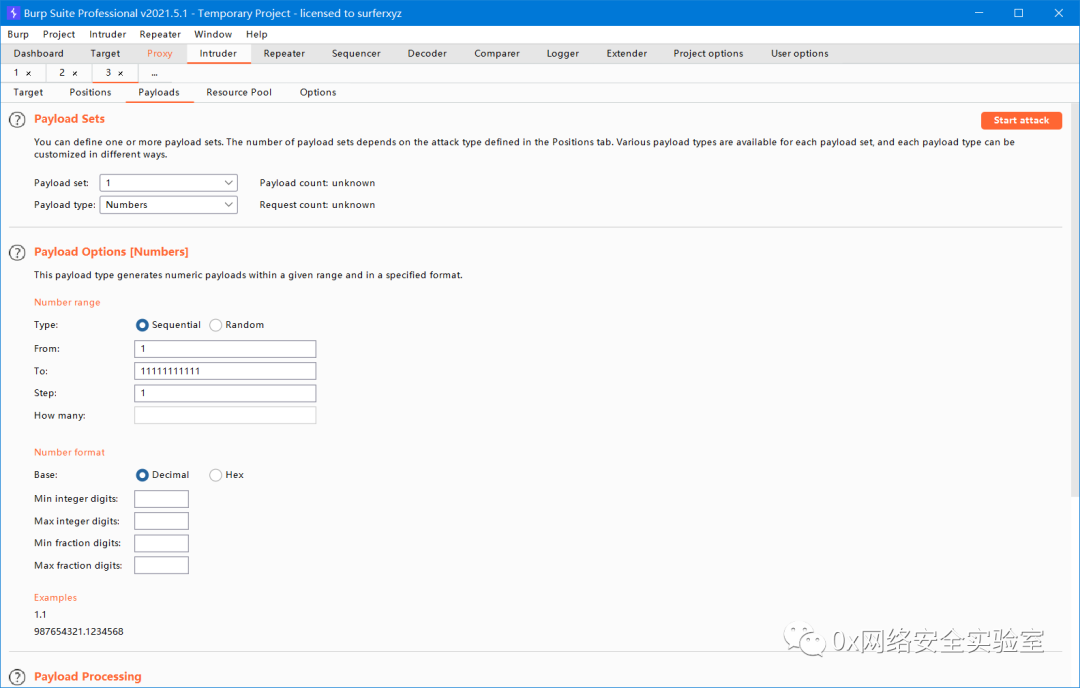 Burp Suite Professional v2021.5.1 - Temporary Project - licensed to surferxyz
Burp Project Intruder Repeater Window Help
Dashboard Target Proxy Intruder Repeater Sequencer Decoder Comparer Logger Extender Project options User options
1 × 2 × 3 × ...
Target Positions Payloads Resource Pool Options
? Payload Sets Start attack
You can define one or more payload sets. The number of payload sets depends on the attack type defined in the Positions tab. Various payload types are available for each payload set, and each payload type can be
customized in different ways.
Payload set: 1 Payload count: unknown
Payload type: Numbers Request count: unknown
? Payload Options [Numbers]
This payload type generates numeric payloads within a given range and in a specified format.
Number range
Type: Sequential Random
From: 1
To: 11111111111
Step: 1
How many:
Number format
Base: Decimal Hex
Min integer digits:
Max integer digits:
Min fraction digits:
Max fraction digits:
Examples
1.1
987654321.1234568
0x网络安全实验室
? Payload Processing